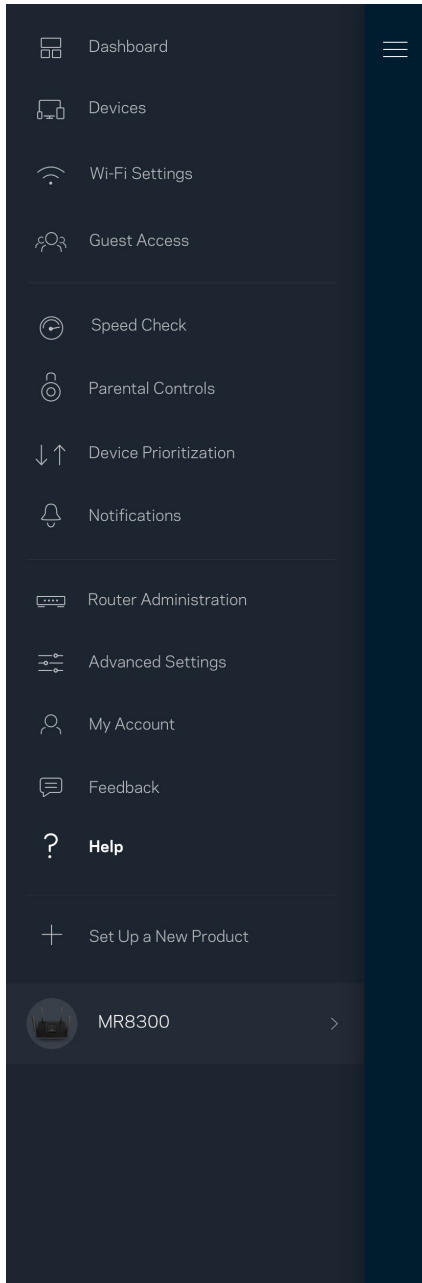 Dashboard
Devices
Wi-Fi Settings
Guest Access
Speed Check
Parental Controls
Device Prioritization
Notifications
Router Administration
Advanced Settings
My Account
Feedback
Help
Set Up a New Product
MR8300